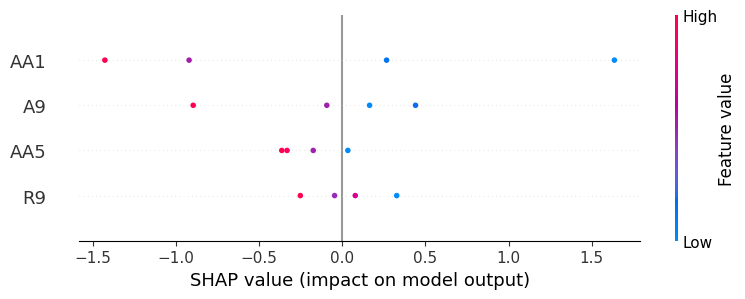 High
AA1
A9
AA5
R9
Feature value
Low
−1.5 −1.0 −0.5 0.0 0.5 1.0 1.5
SHAP value (impact on model output)